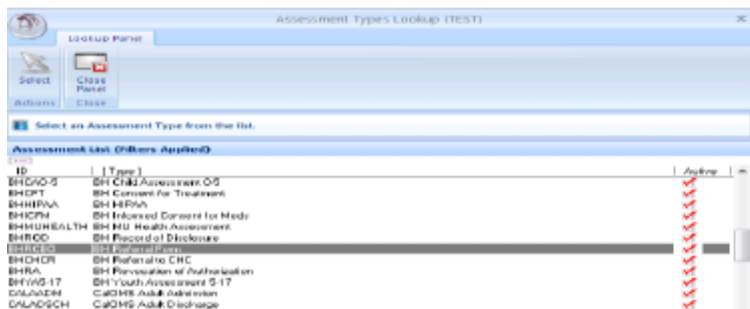 Assessment Types Lookup (TEST)
Lookup Panel
Select
Close Panel
Actions
Close
Select an Assessment Type from the list.
Assessment List (Filters Applied)
ID [Type] Active
BHCAO-5 BH Child Assessment 0-5
BHCFT BH Consent for Treatment
BHHIPAA BH HIPAA
BHICFM BH Informed Consent for Meds
BHMUHEALTH BH MU Health Assessment
BHROD BH Record of Disclosure
BH Referral Form
BH Referral to CHC
BHRA BH Revocation of Authorization
BHYA5-17 BH Youth Assessment 5-17
CALAADM CalOMS Adult Admission
CALADSCH CalOMS Adult Discharge